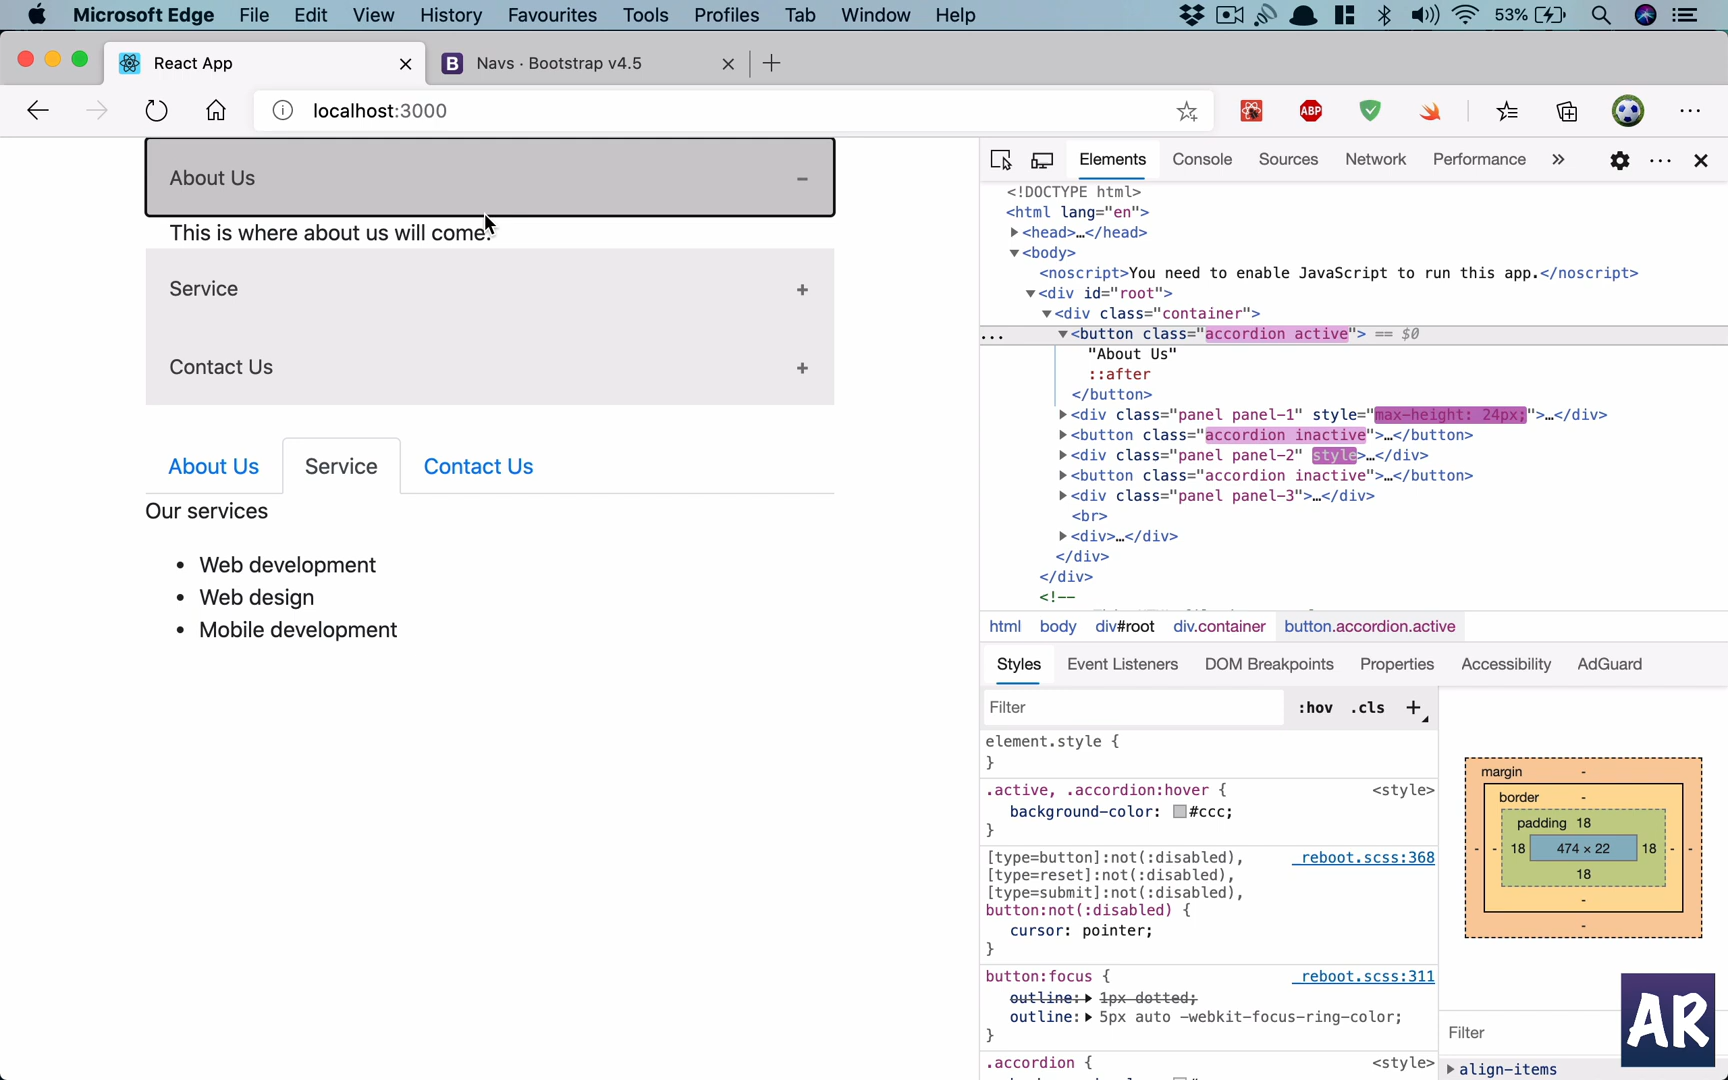 Microsoft Edge File Edit View History Favourites Tools Profiles Tab Window Help 53%
React App
B Navs · Bootstrap v4.5
localhost:3000
ABP
About Us −
This is where about us will come.
Service +
Contact Us +
About Us Service Contact Us
Our services
• Web development
• Web design
• Mobile development
Elements Console Sources Network Performance »
<!DOCTYPE html>
<html lang="en">
<head>…</head>
<body>
<noscript>You need to enable JavaScript to run this app.</noscript>
<div id="root">
<div class="container">
... <button class="accordion active"> == $0
"About Us"
::after
</button>
<div class="panel panel-1" style="max-height: 24px;">…</div>
<button class="accordion inactive">…</button>
<div class="panel panel-2" style>…</div>
<button class="accordion inactive">…</button>
<div class="panel panel-3">…</div>
<br>
<div>…</div>
</div>
</div>
<!--
html body div#root div.container button.accordion.active
Styles Event Listeners DOM Breakpoints Properties Accessibility AdGuard
Filter :hov .cls +
element.style {
}
.active, .accordion:hover { <style>
background-color: #ccc;
}
[type=button]:not(:disabled), _reboot.scss:368
[type=reset]:not(:disabled),
[type=submit]:not(:disabled),
button:not(:disabled) {
cursor: pointer;
}
button:focus { _reboot.scss:311
outline: 1px dotted;
outline: 5px auto -webkit-focus-ring-color;
}
.accordion { <style>
margin -
border -
padding 18
- - 18 474 × 22 18 - -
18
-
-
Filter
align-items
AR